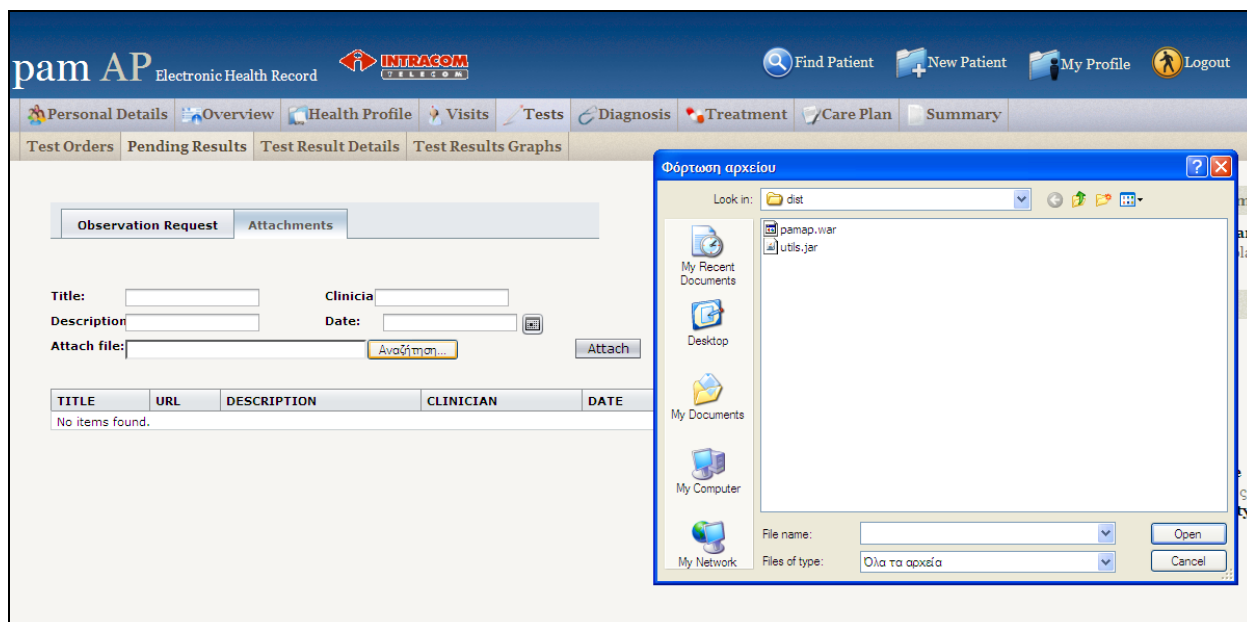 pam AP Electronic Health Record
INTRACOM
TELECOM
Find Patient
New Patient
My Profile
Logout
Personal Details Overview Health Profile Visits Tests Diagnosis Treatment Care Plan Summary
Test Orders Pending Results Test Result Details Test Results Graphs
Observation Request Attachments
Title:
Clinicia
Description
Date:
Attach file:
Αναζήτηση...
Attach
TITLE URL DESCRIPTION CLINICIAN DATE
No items found.
Φόρτωση αρχείου
Look in: dist
pamap.war
utils.jar
My Recent
Documents
Desktop
My Documents
My Computer
My Network
File name:
Open
Files of type: Όλα τα αρχεία
Cancel